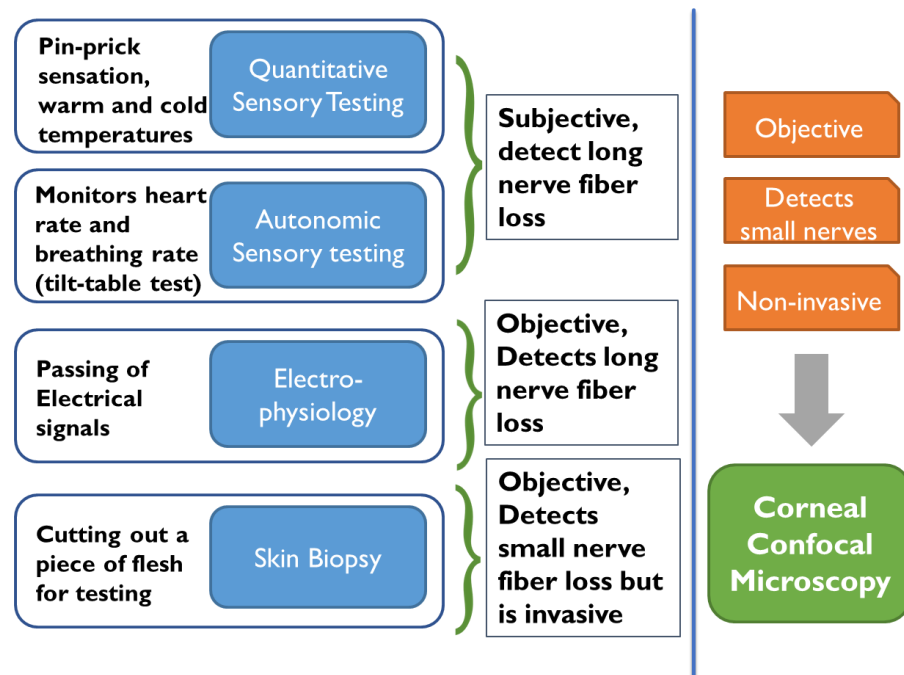 Pin-prick
sensation,
warm and cold
temperatures
Quantitative
Sensory Testing
Monitors heart
rate and
breathing rate
(tilt-table test)
Autonomic
Sensory testing
Subjective,
detect long
nerve fiber
loss
Passing of
Electrical
signals
Electro-
physiology
Objective,
Detects long
nerve fiber
loss
Cutting out a
piece of flesh
for testing
Skin Biopsy
Objective,
Detects
small nerve
fiber loss but
is invasive
Objective
Detects
small nerves
Non-invasive
Corneal
Confocal
Microscopy